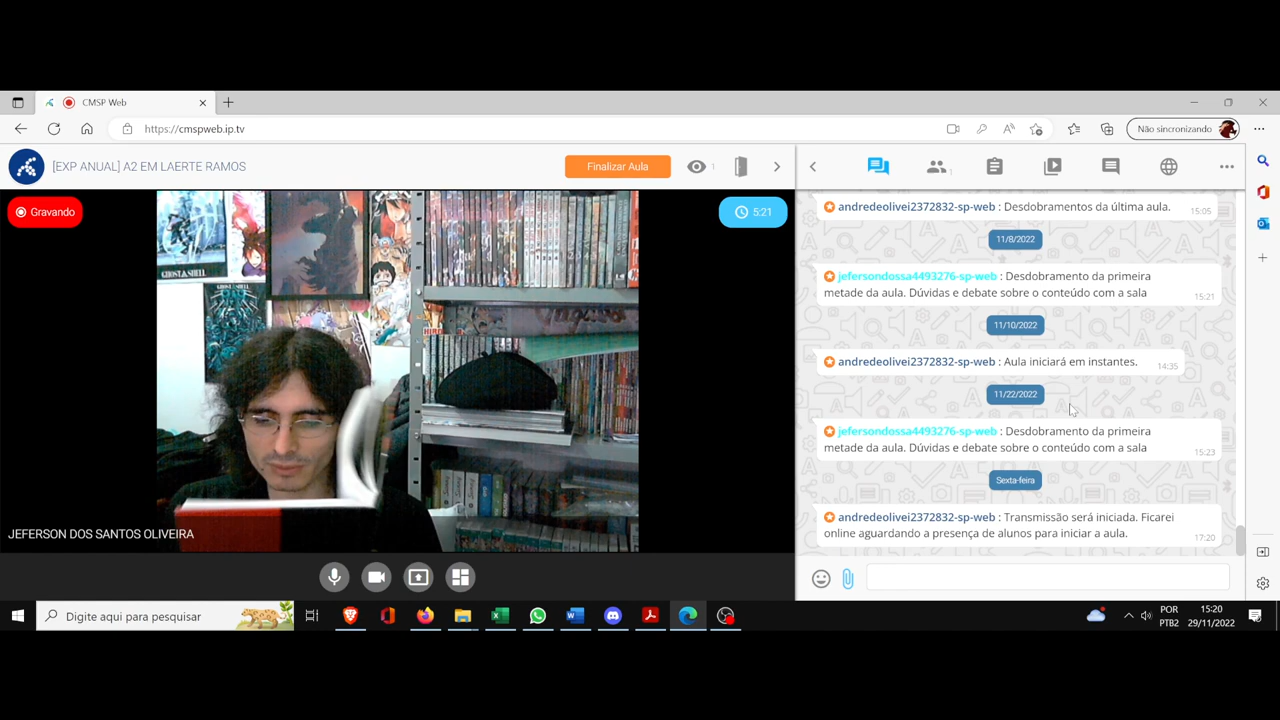 CMSP Web
https://cmspweb.ip.tv
Não sincronizando
[EXP ANUAL] A2 EM LAERTE RAMOS
Finalizar Aula
1
Gravando
5:21
GHOST IN THE SHELL
JEFERSON DOS SANTOS OLIVEIRA
andredeolivei2372832-sp-web : Desdobramentos da última aula.
15:05
11/8/2022
jefersondossa4493276-sp-web : Desdobramento da primeira
metade da aula. Dúvidas e debate sobre o conteúdo com a sala
15:21
11/10/2022
andredeolivei2372832-sp-web : Aula iniciará em instantes.
14:35
11/22/2022
jefersondossa4493276-sp-web : Desdobramento da primeira
metade da aula. Dúvidas e debate sobre o conteúdo com a sala
15:23
Sexta-feira
andredeolivei2372832-sp-web : Transmissão será iniciada. Ficarei
online aguardando a presença de alunos para iniciar a aula.
17:20
Digite aqui para pesquisar
POR
PTB2
15:20
29/11/2022